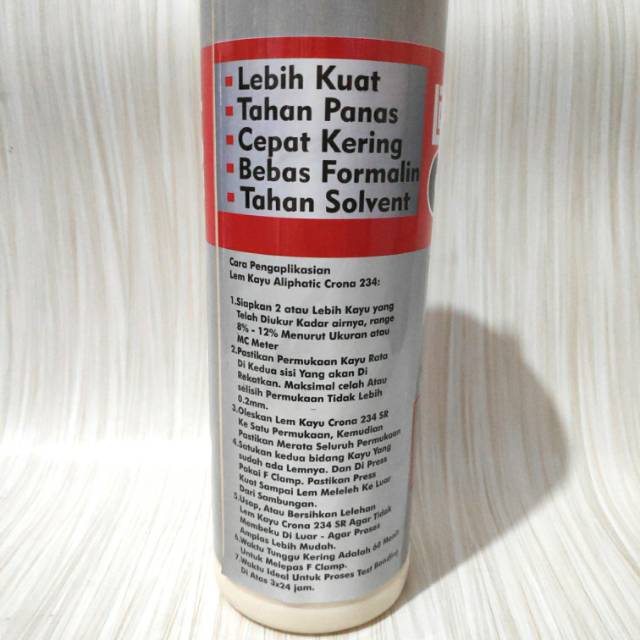 Lebih Kuat
Tahan Panas
Cepat Kering
Bebas Formalin
Tahan Solvent
Cara Pengaplikasian
Lem Kayu Aliphatic Crona 234:
1.Siapkan 2 atau Lebih Kayu yang
Telah Diukur Kadar airnya, range
8% - 12% Menurut Ukuran atau
MC Meter
2.Pastikan Permukaan Kayu Rata
Di Kedua sisi Yang akan Di
Rekatkan. Maksimal celah Atau
selisih Permukaan Tidak Lebih
0.2mm.
3.Oleskan Lem Kayu Crona 234 SR
Ke Satu Permukaan, Kemudian
Pastikan Merata Seluruh Permukaan
4.Satukan kedua bidang Kayu Yang
sudah ada Lemnya. Dan Di Press
Pakai F Clamp. Pastikan Press
Kuat Sampai Lem Meleleh Ke Luar
Dari Sambungan.
5.Usap, Atau Bersihkan Lelehan
Lem Kayu Crona 234 SR Agar Tidak
Membeku Di Luar - Agar Proses
Amplas Lebih Mudah.
6.Waktu Tunggu Kering Adalah 60 Menit
Untuk Melepas F Clamp.
7.Waktu Ideal Untuk Proses Test Bonding
Di Atas 3x24 jam.